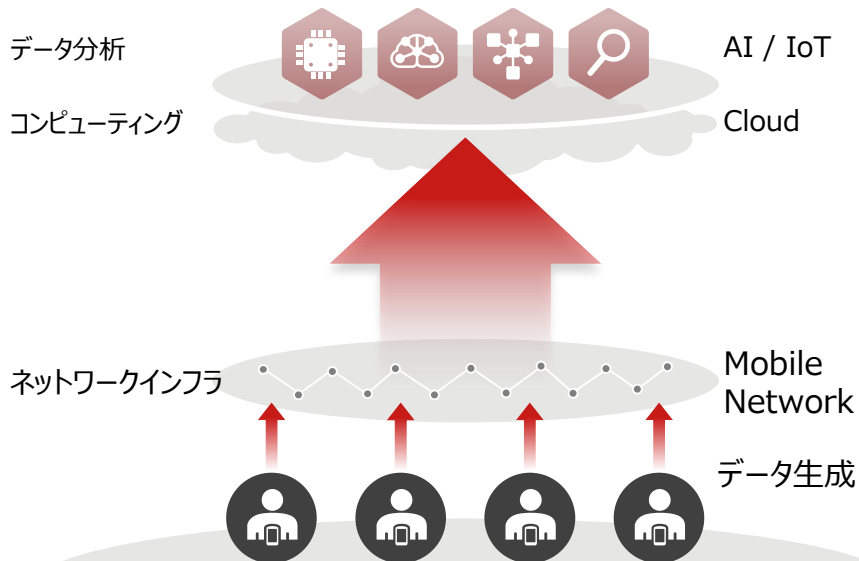 データ分析
AI / IoT
コンピューティング
Cloud
ネットワークインフラ
Mobile
Network
データ生成